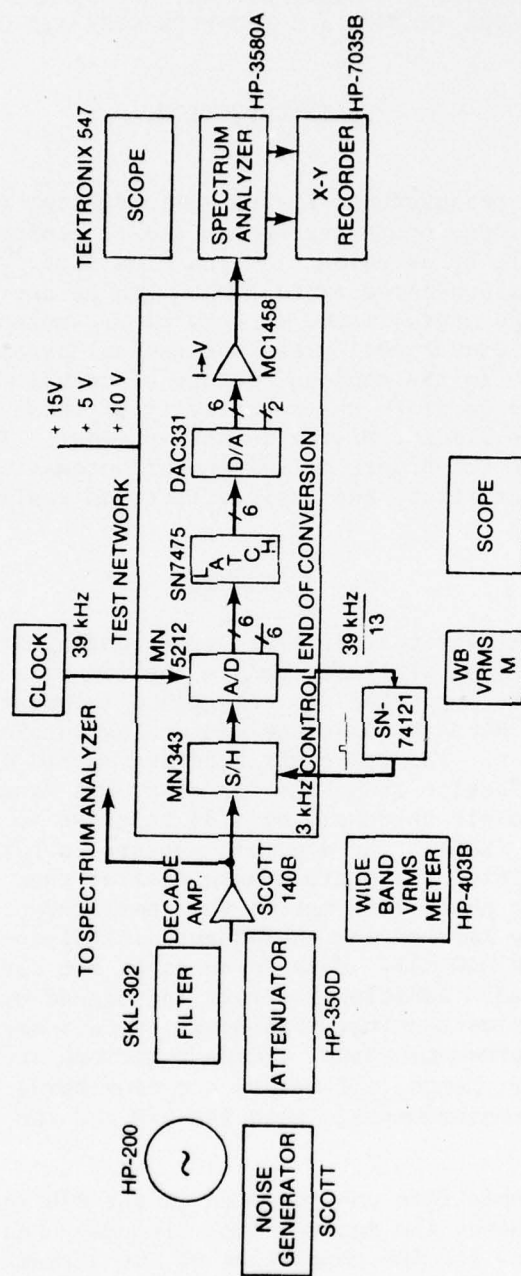 HP-200
~
NOISE
GENERATOR
SCOTT
SKL-302
FILTER
ATTENUATOR
HP-350D
DECADE
AMP.
SCOTT
140B
TO SPECTRUM ANALYZER
CLOCK
39 kHz
TEST NETWORK
+ 15V
+ 5 V
+ 10 V
MN343
S/H
MN
5212
A/D
6
6
SN7475
LATCH
6
DAC331
D/A
6
2
I→V
MC1458
3 kHz CONTROL
END OF CONVERSION
39 kHz
13
SN-
74121
WIDE
BAND
VRMS
METER
HP-403B
WB
VRMS
M
SCOPE
TEKTRONIX 547
SCOPE
SPECTRUM
ANALYZER
HP-3580A
X-Y
RECORDER
HP-7035B